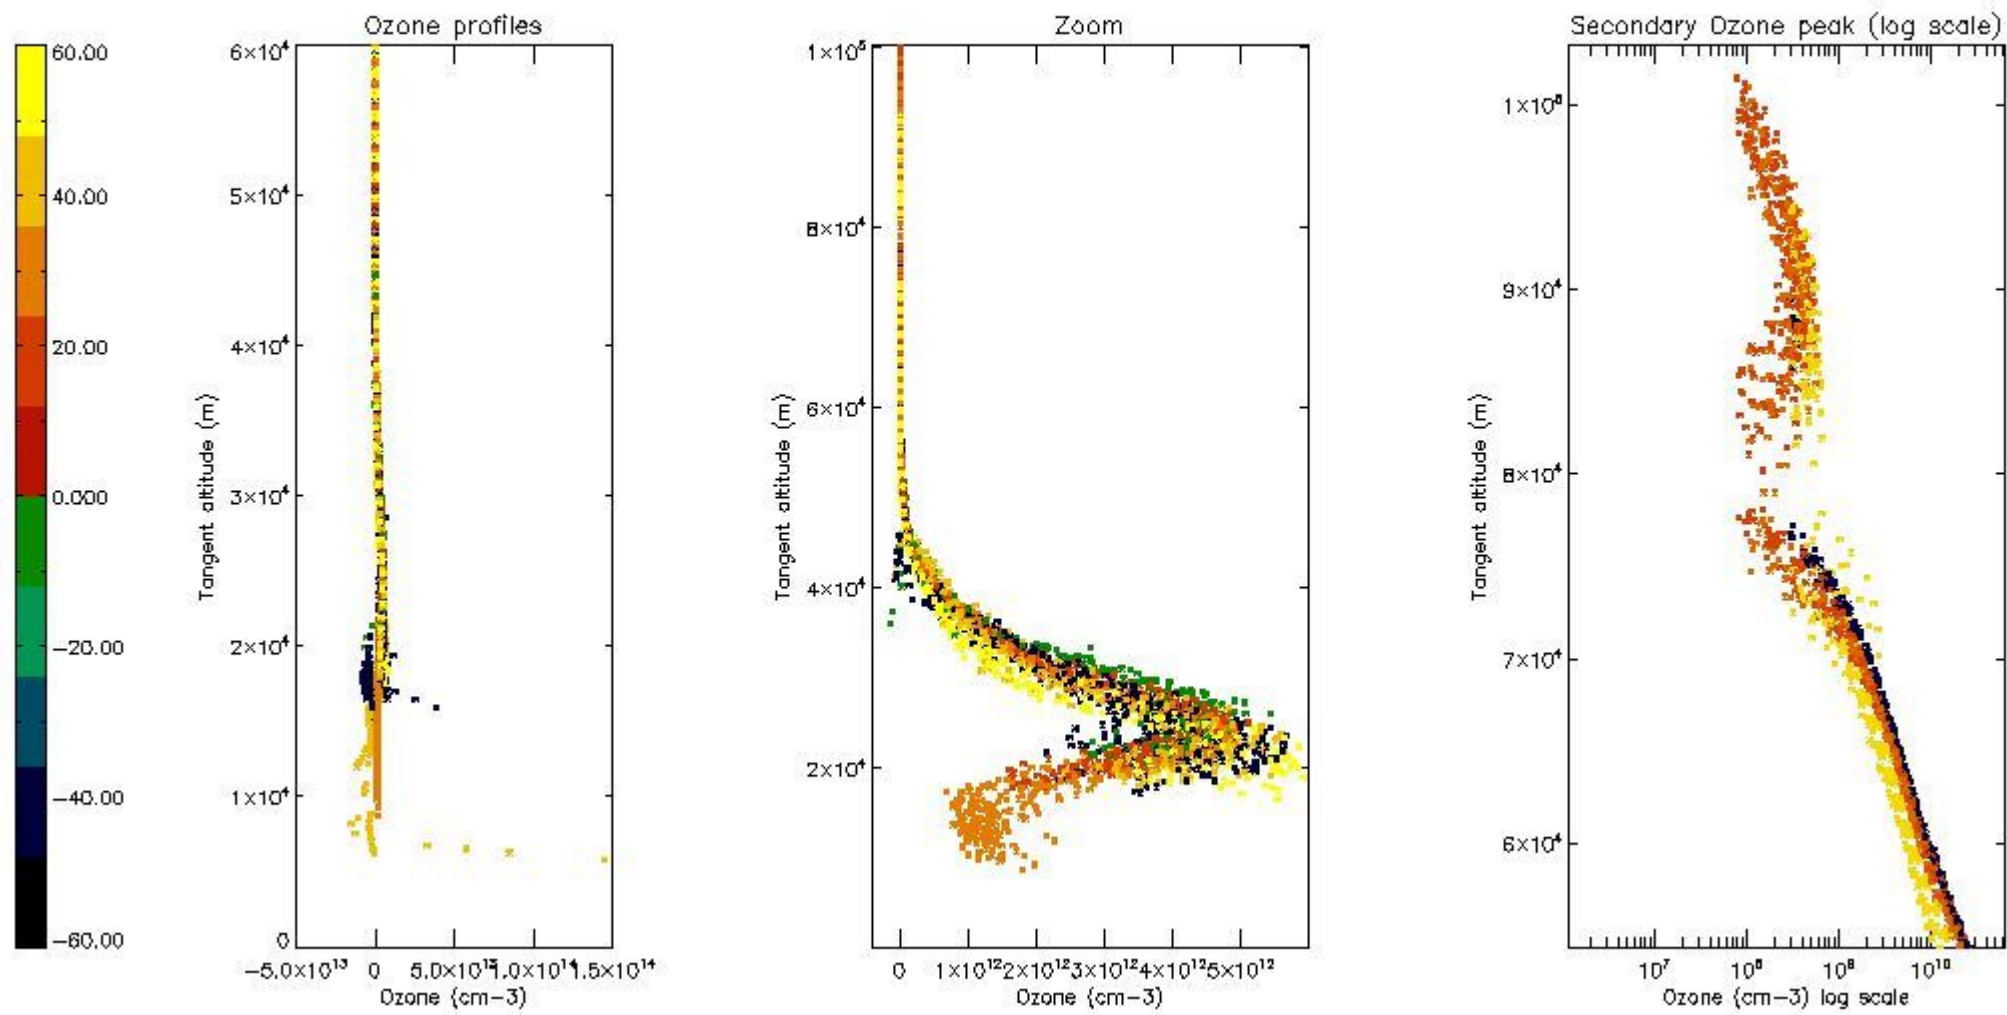 Ozone profiles
Zoom
Secondary Ozone peak (log scale)
60.00
40.00
20.00
0.000
−20.00
−40.00
−60.00
Tangent altitude (m)
6×10⁴
5×10⁴
4×10⁴
3×10⁴
2×10⁴
1×10⁴
0
−5.0×10¹³ 0 5.0×10¹³ 1.0×10¹⁴ 1.5×10¹⁴
Ozone (cm−3)
Tangent altitude (m)
1×10⁵
8×10⁴
6×10⁴
4×10⁴
2×10⁴
0 1×10¹² 2×10¹² 3×10¹² 4×10¹² 5×10¹²
Ozone (cm−3)
Tangent altitude (m)
1×10⁵
9×10⁴
8×10⁴
7×10⁴
6×10⁴
10⁷ 10⁸ 10⁹ 10¹⁰
Ozone (cm−3) log scale